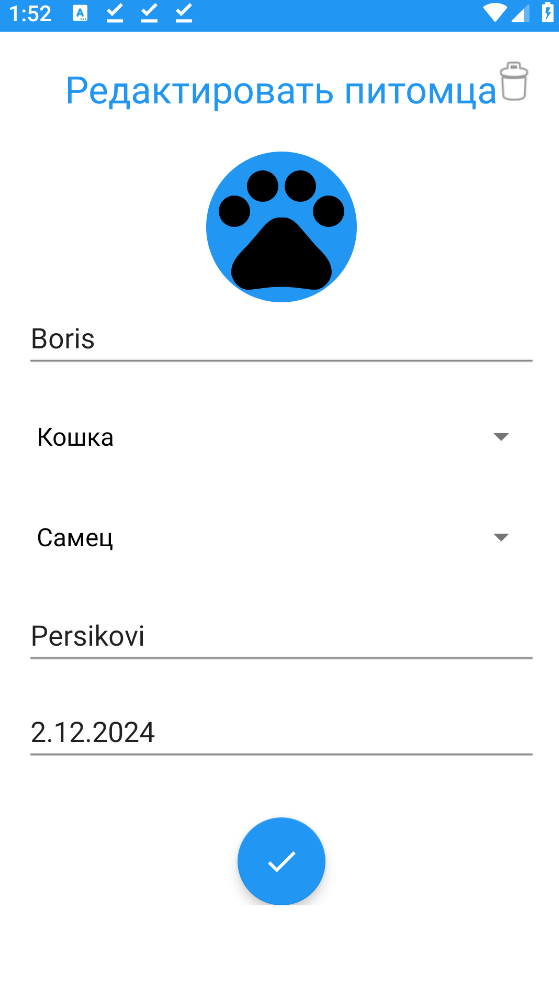 1:52
Редактировать питомца
Boris
Кошка
Самец
Persikovi
2.12.2024